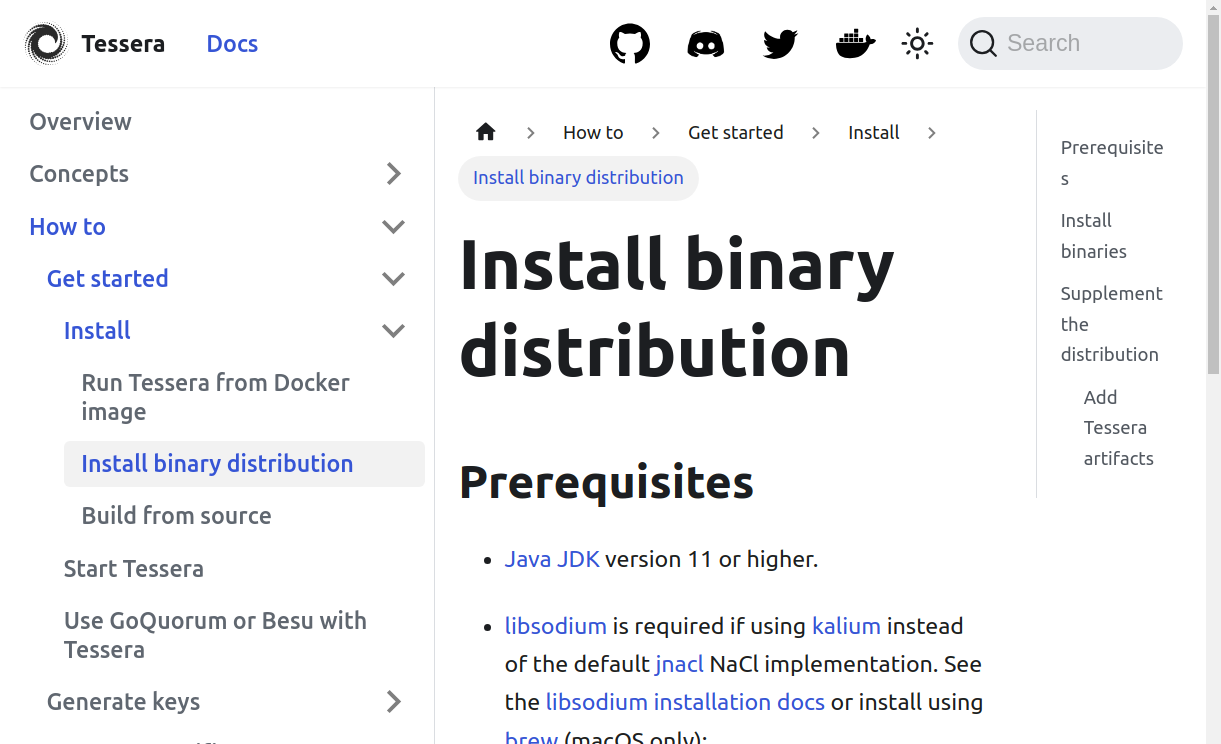 Tessera
Docs
Search
Overview
Concepts
How to
Get started
Install
Run Tessera from Docker
image
Install binary distribution
Build from source
Start Tessera
Use GoQuorum or Besu with
Tessera
Generate keys
How to
Get started
Install
Install binary distribution
Install binary
distribution
Prerequisites
Java JDK version 11 or higher.
libsodium is required if using kalium instead
of the default jnacl NaCl implementation. See
the libsodium installation docs or install using
brew (macOS only):
Prerequisite
s
Install
binaries
Supplement
the
distribution
Add
Tessera
artifacts